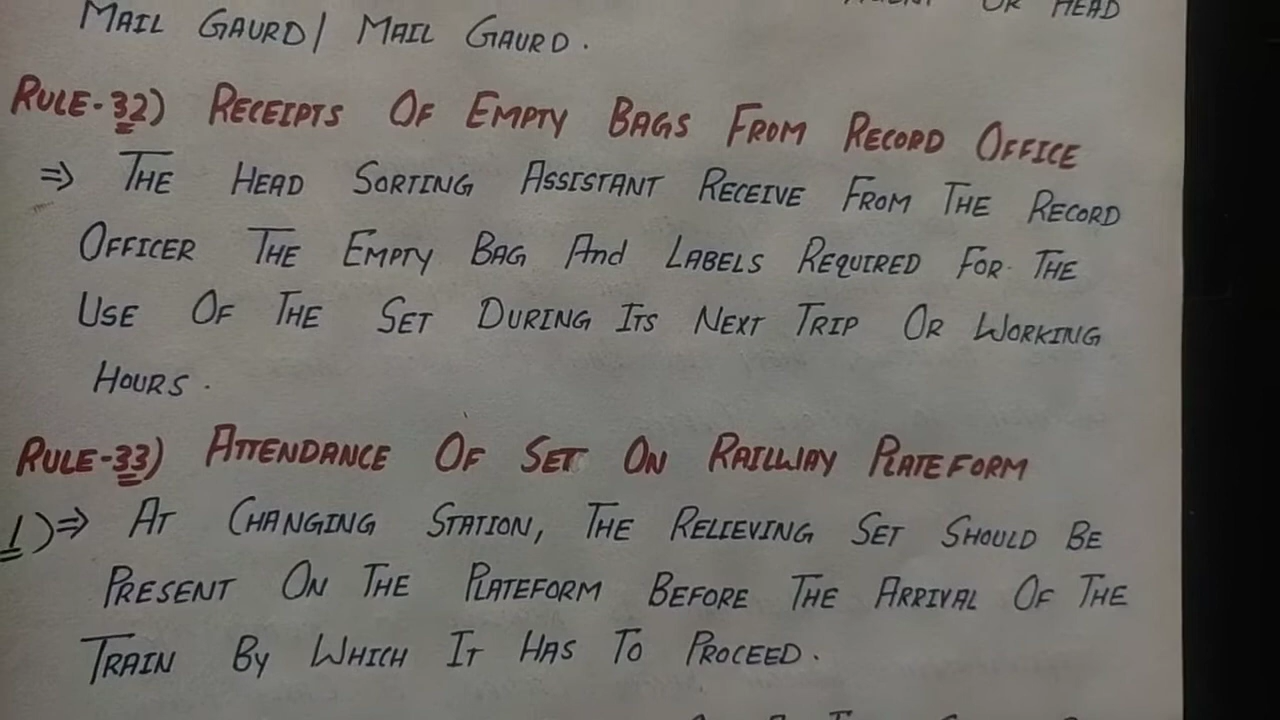 OR HEAD
MAIL GAURD/ MAIL GAURD.
RULE-32) RECEIPTS OF EMPTY BAGS FROM RECORD OFFICE
⇒ THE HEAD SORTING ASSISTANT RECEIVE FROM THE RECORD
OFFICER THE EMPTY BAG And LABELS REQUIRED FOR THE
USE OF THE SET DURING ITS NEXT TRIP OR WORKING
HOURS.
RULE-33) ATTENDANCE OF SET ON RAILWAY PLATEFORM
1)⇒ AT CHANGING STATION, THE RELIEVING SET SHOULD BE
PRESENT ON THE PLATEFORM BEFORE THE ARRIVAL OF THE
TRAIN BY WHICH IT HAS TO PROCEED.